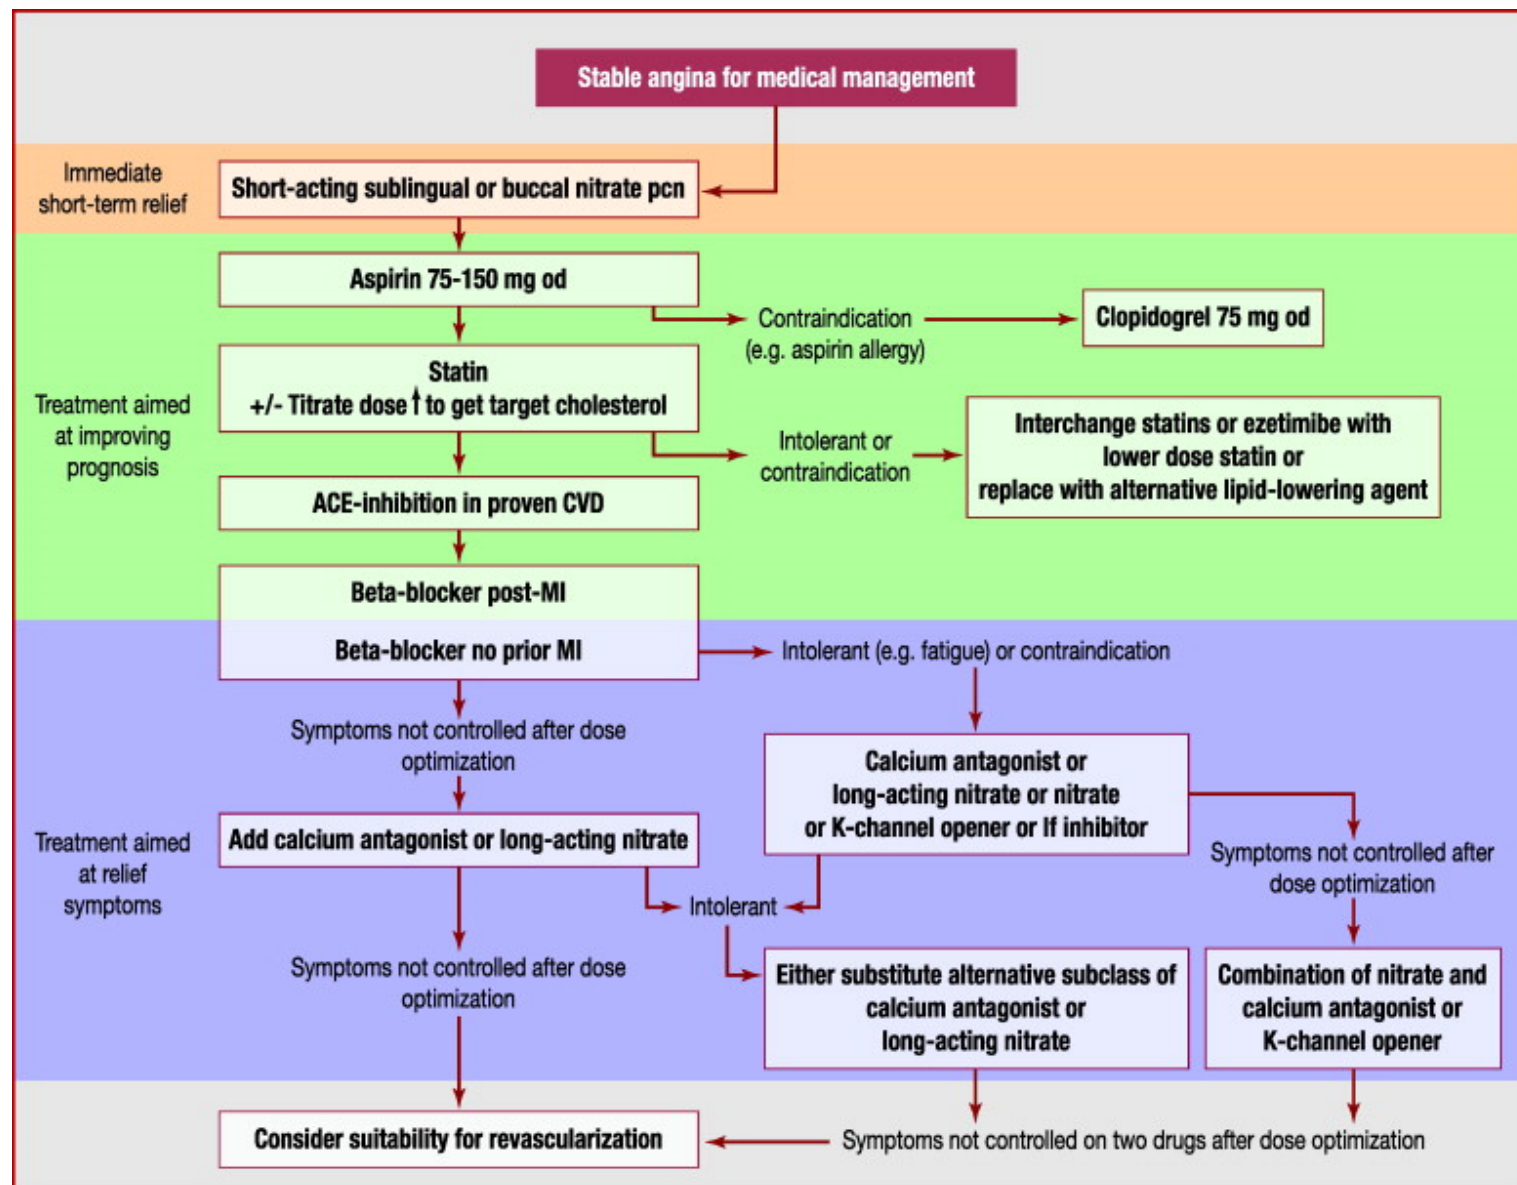 Stable angina for medical management
Immediate
short-term relief
Short-acting sublingual or buccal nitrate pcn
Treatment aimed
at improving
prognosis
Aspirin 75-150 mg od
Contraindication
(e.g. aspirin allergy)
Clopidogrel 75 mg od
Statin
+/- Titrate dose ↑ to get target cholesterol
Intolerant or
contraindication
Interchange statins or ezetimibe with
lower dose statin or
replace with alternative lipid-lowering agent
ACE-inhibition in proven CVD
Beta-blocker post-MI
Beta-blocker no prior MI
Intolerant (e.g. fatigue) or contraindication
Treatment aimed
at relief
symptoms
Symptoms not controlled after dose
optimization
Calcium antagonist or
long-acting nitrate or nitrate
or K-channel opener or If inhibitor
Add calcium antagonist or long-acting nitrate
Symptoms not controlled after
dose optimization
Intolerant
Symptoms not controlled after dose
optimization
Either substitute alternative subclass of
calcium antagonist or
long-acting nitrate
Combination of nitrate and
calcium antagonist or
K-channel opener
Consider suitability for revascularization
Symptoms not controlled on two drugs after dose optimization